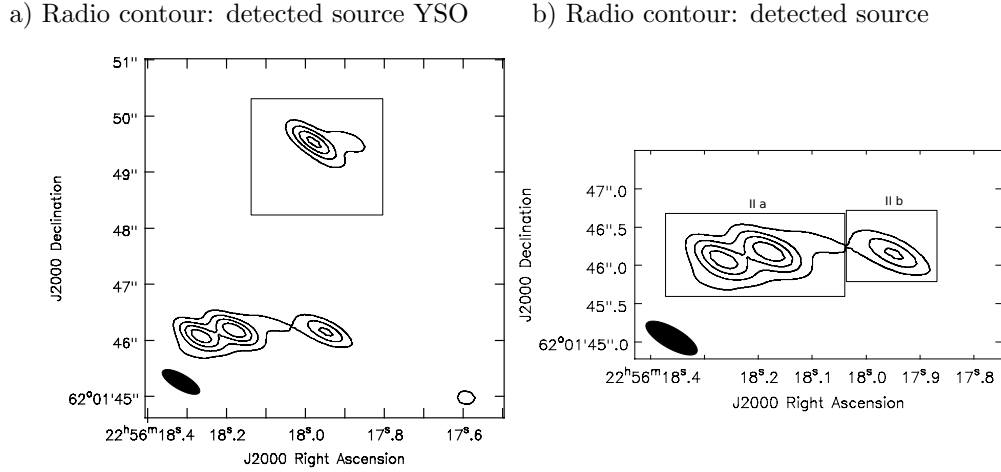 a) Radio contour: detected source YSO
b) Radio contour: detected source
51"
50"
49"
48"
47"
46"
62°01'45"
22ʰ56ᵐ18ˢ.4
18ˢ.2
18ˢ.0
17ˢ.8
17ˢ.6
J2000 Declination
J2000 Right Ascension
II a
II b
47".0
46".5
46".0
45".5
62°01'45".0
22ʰ56ᵐ18ˢ.4
18ˢ.2
18ˢ.1
18ˢ.0
17ˢ.9
17ˢ.8
J2000 Declination
J2000 Right Ascension